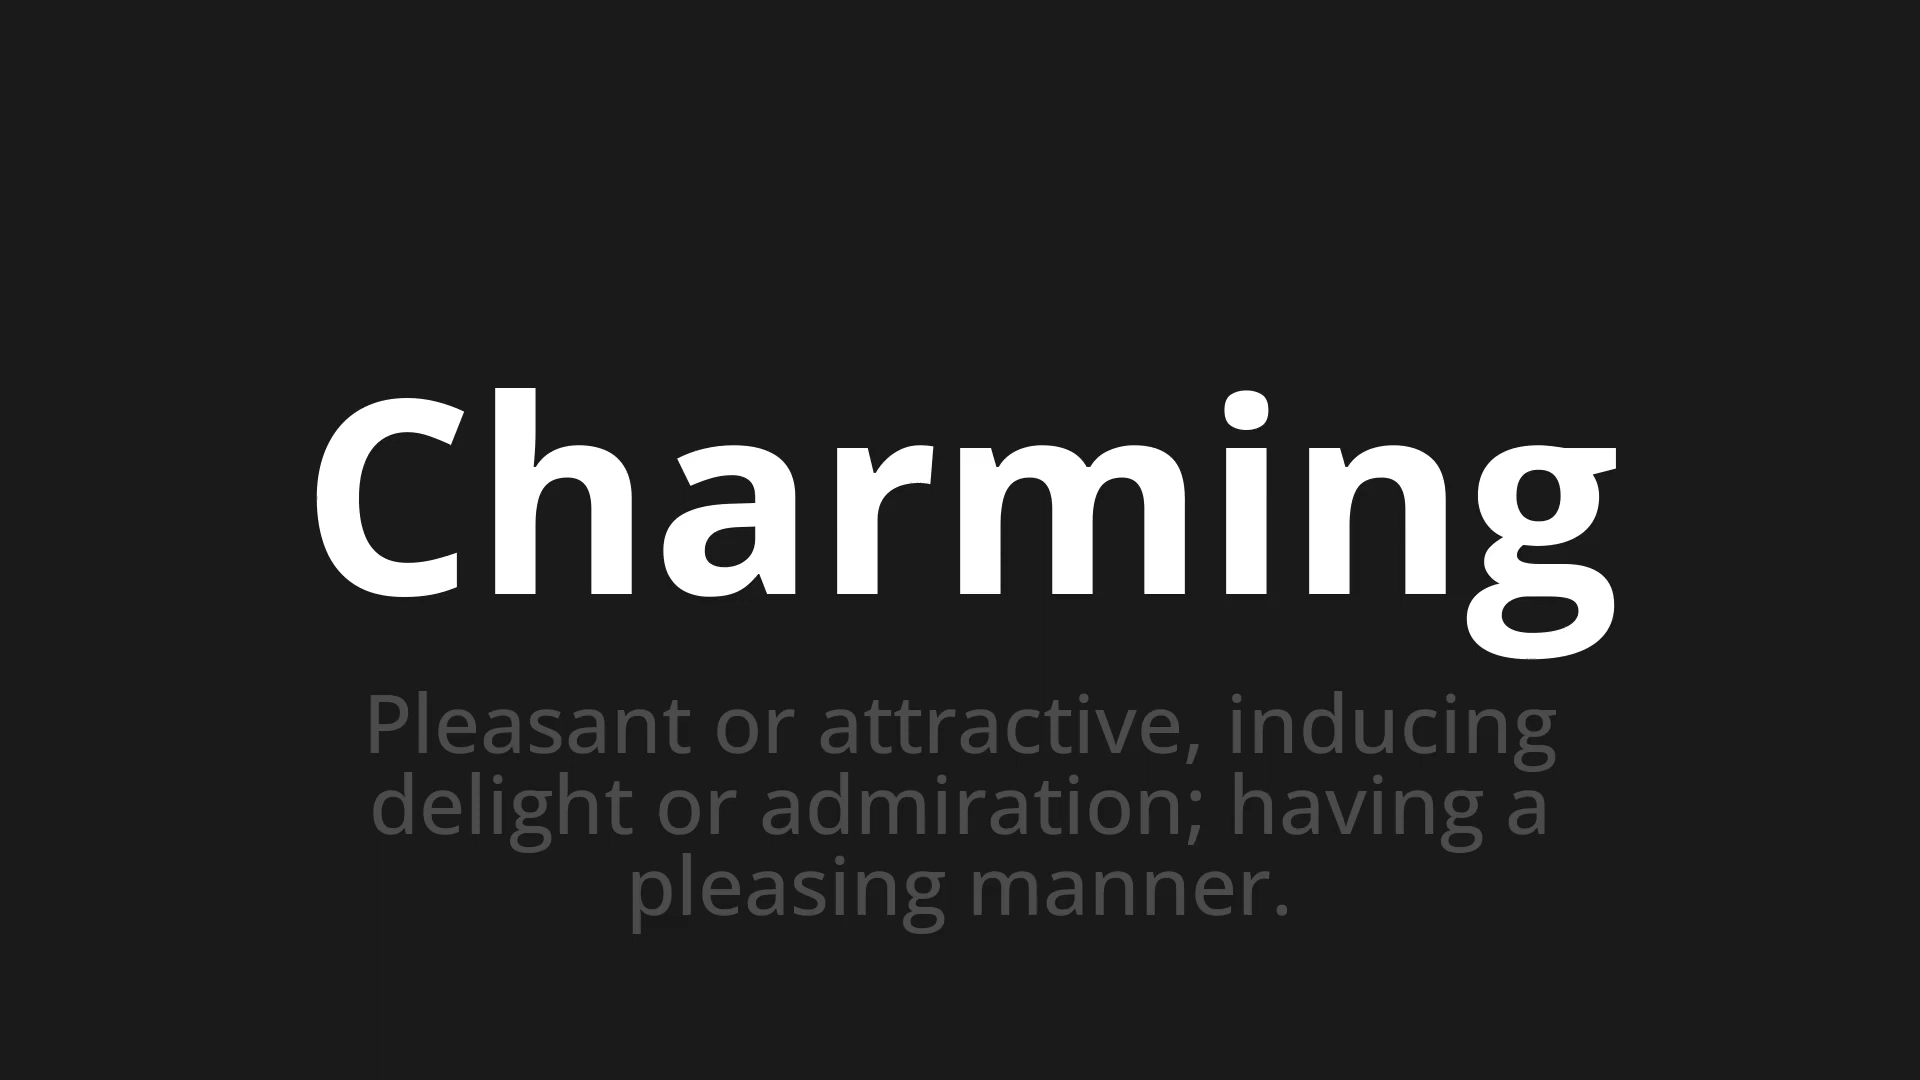 Charming
Pleasant or attractive, inducing
delight or admiration; having a
pleasing manner.